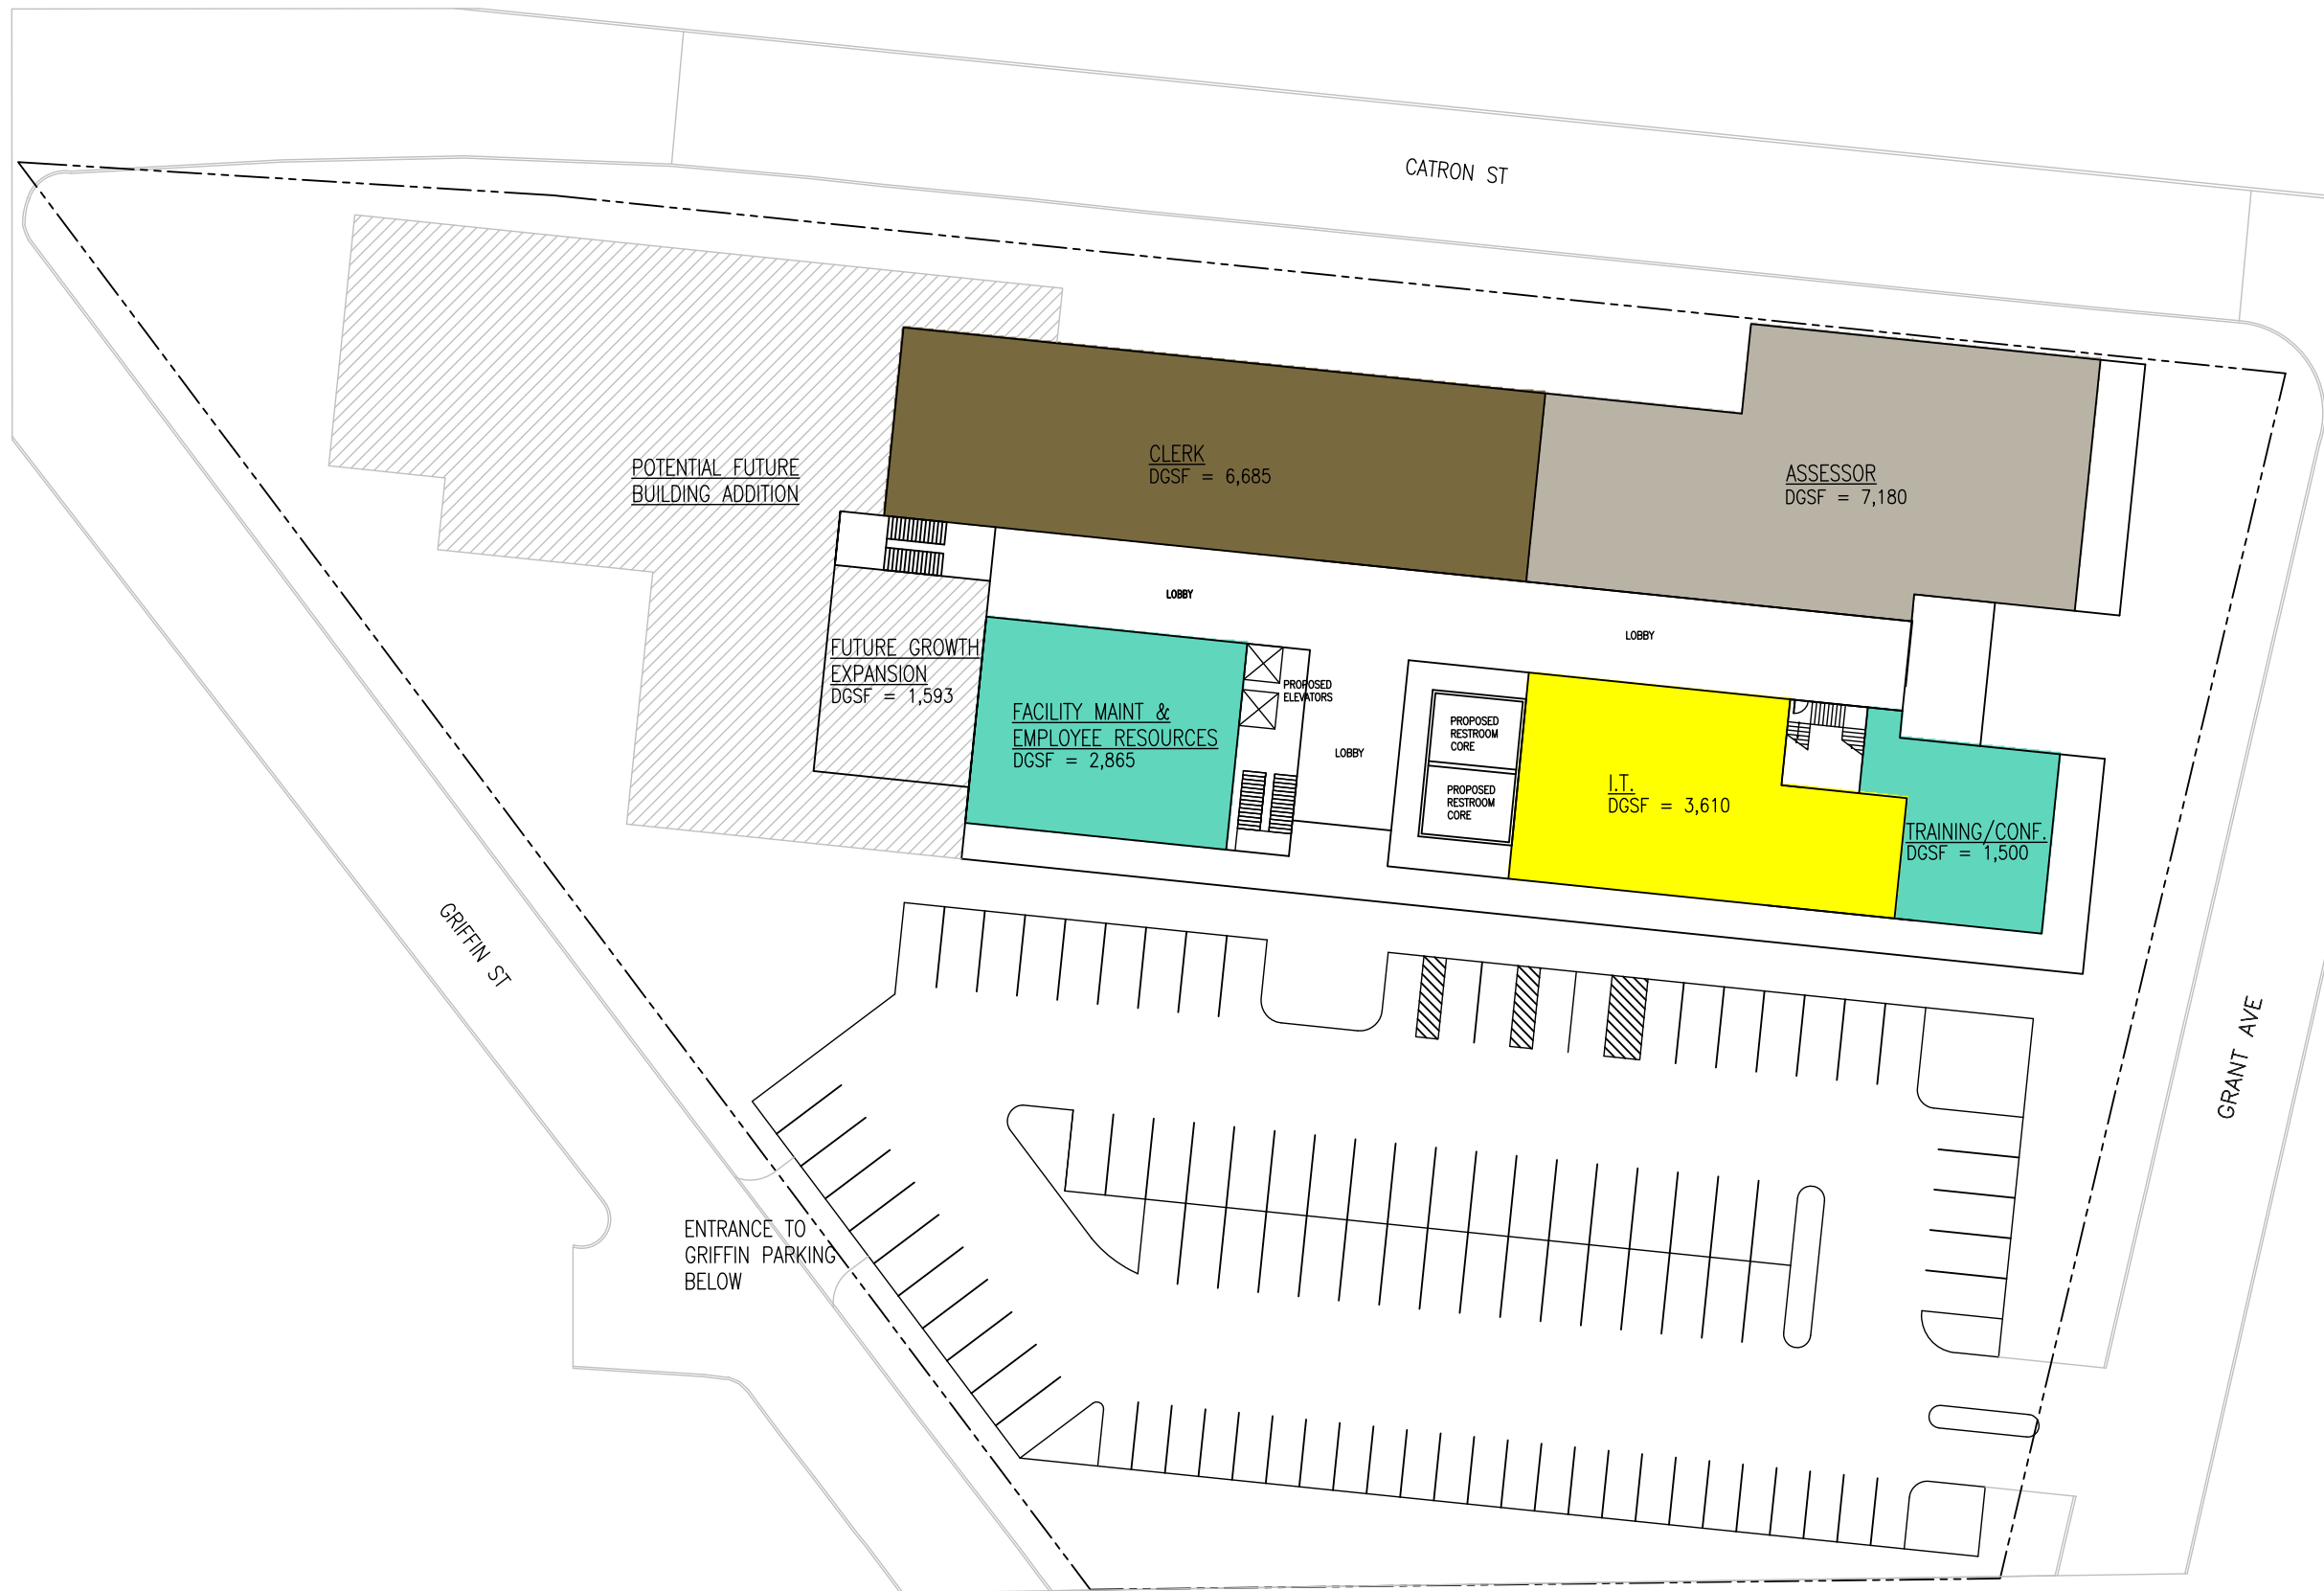 CATRON ST
POTENTIAL FUTURE
BUILDING ADDITION
CLERK
DGSF = 6,685
ASSESSOR
DGSF = 7,180
LOBBY
LOBBY
FUTURE GROWTH
EXPANSION
DGSF = 1,593
FACILITY MAINT &
EMPLOYEE RESOURCES
DGSF = 2,865
PROPOSED
ELEVATORS
LOBBY
PROPOSED
RESTROOM
CORE
PROPOSED
RESTROOM
CORE
I.T.
DGSF = 3,610
TRAINING/CONF.
DGSF = 1,500
GRIFFIN ST
GRANT AVE
ENTRANCE TO
GRIFFIN PARKING
BELOW